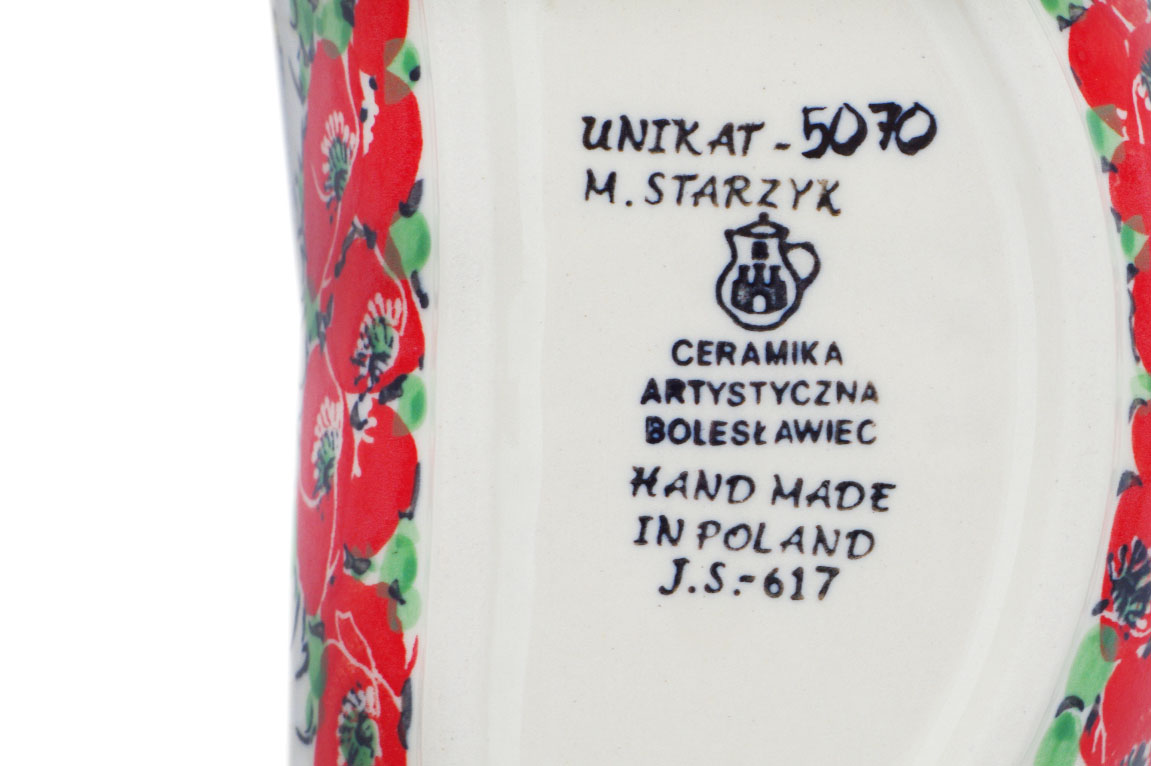 UNIKAT - 5070
M. STARZYK
CERAMIKA
ARTYSTYCZNA
BOLESŁAWIEC
HAND MADE
IN POLAND
J.S.-617